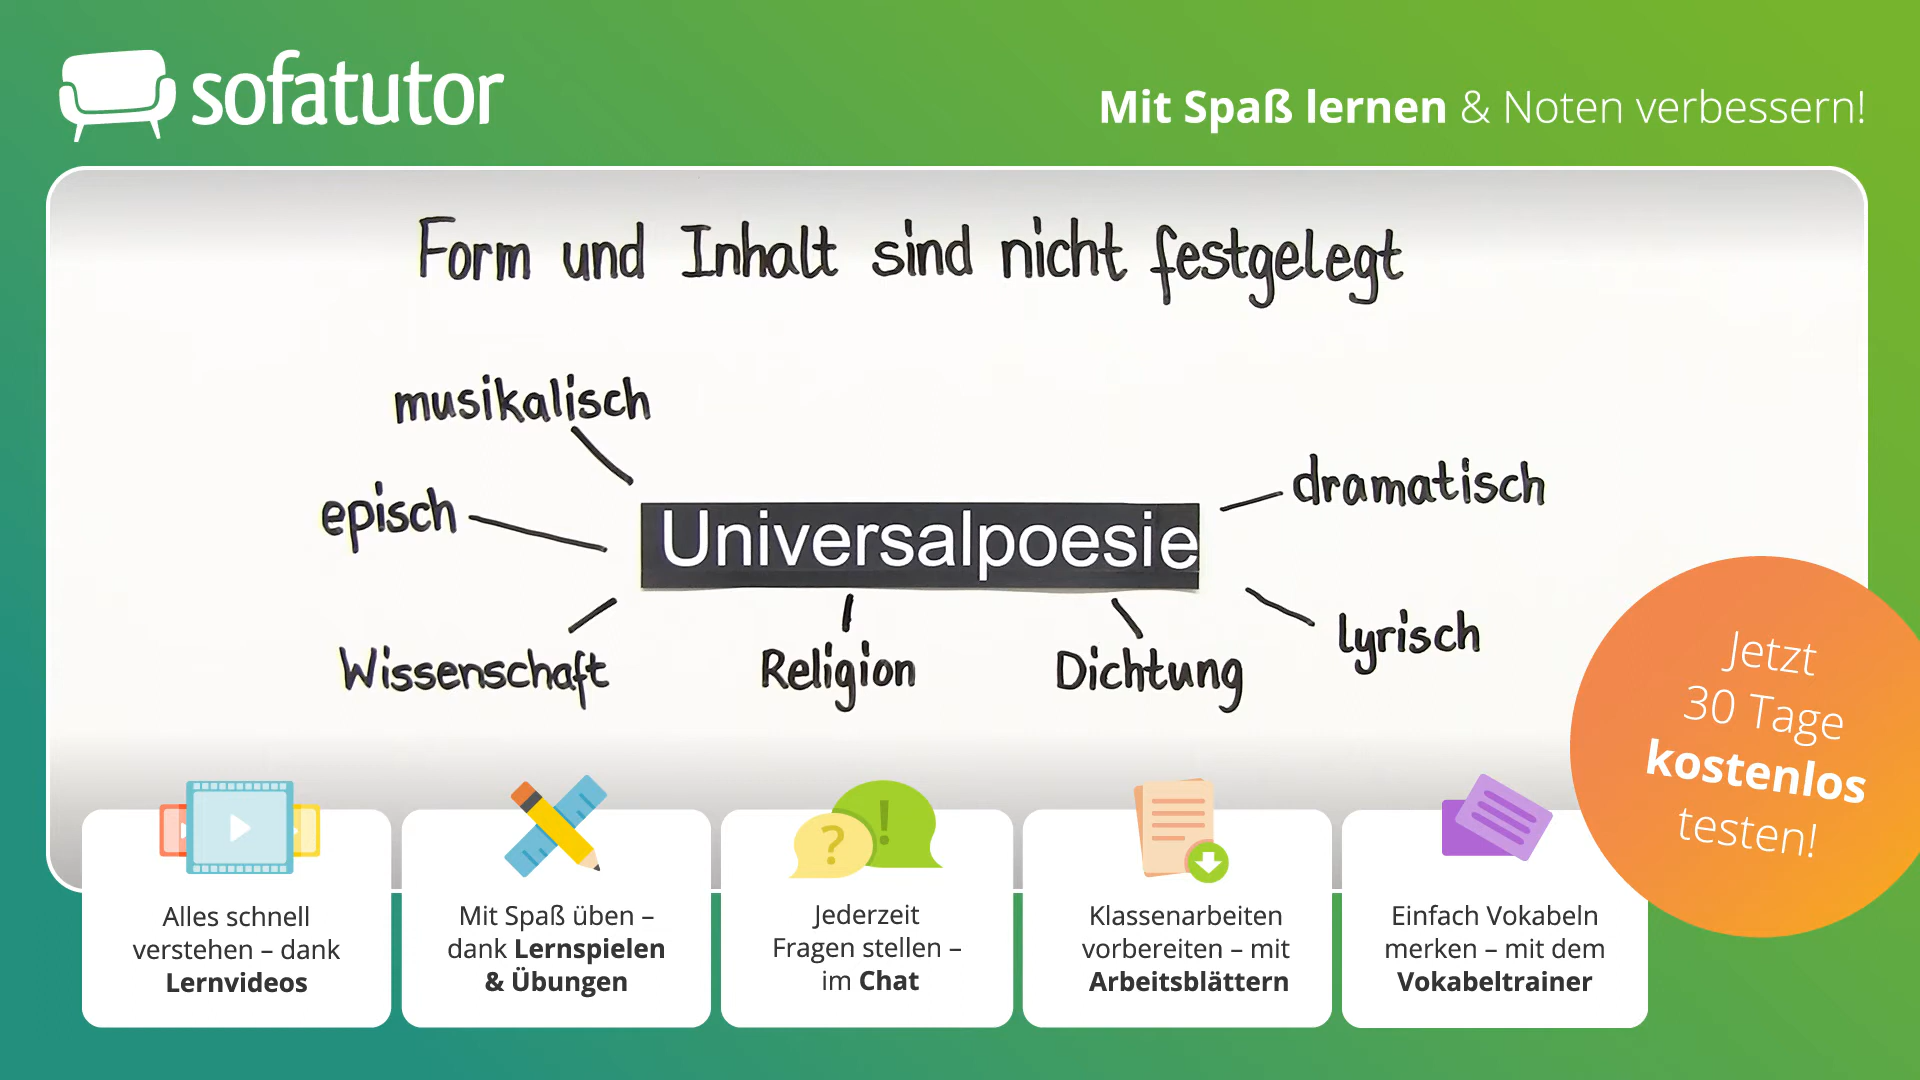 sofatutor
Mit Spaß lernen & Noten verbessern!
Form und Inhalt sind nicht festgelegt
musikalisch
episch
dramatisch
Universalpoesie
lyrisch
Wissenschaft
Religion
Dichtung
Jetzt
30 Tage
kostenlos
testen!
Alles schnell
verstehen – dank
Lernvideos
Mit Spaß üben –
dank Lernspielen
& Übungen
?
!
Jederzeit
Fragen stellen –
im Chat
Klassenarbeiten
vorbereiten – mit
Arbeitsblättern
Einfach Vokabeln
merken – mit dem
Vokabeltrainer